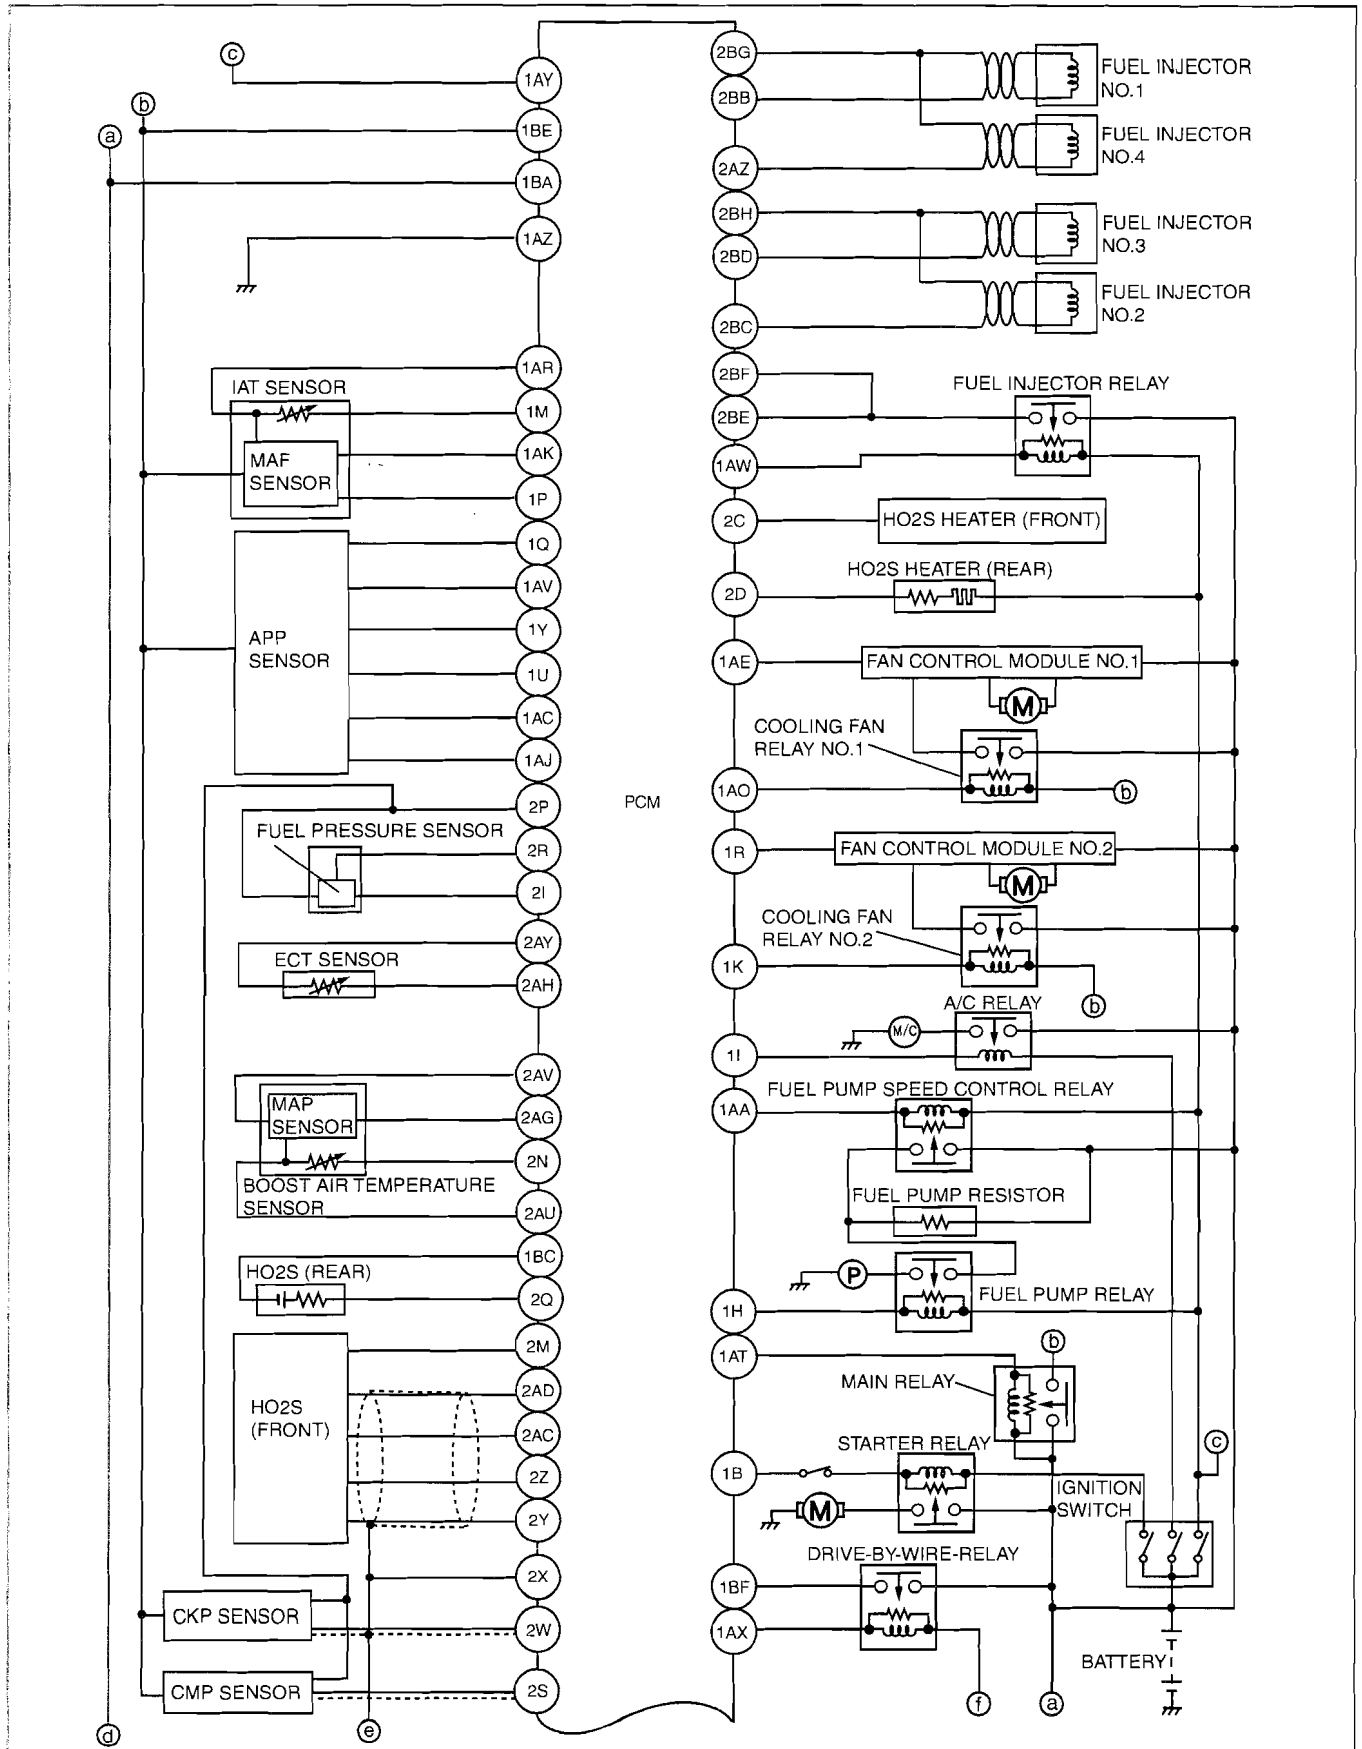 c
1AY
b
1BE
a
1BA
1AZ
1AR
IAT SENSOR
1M
1AK
MAF
SENSOR
1P
1Q
1AV
1Y
APP
SENSOR
1U
1AC
1AJ
2P
FUEL PRESSURE SENSOR
2R
2I
2AY
ECT SENSOR
2AH
2AV
MAP
SENSOR
2AG
2N
BOOST AIR TEMPERATURE
SENSOR
2AU
1BC
HO2S (REAR)
2Q
2M
2AD
HO2S
(FRONT)
2AC
2Z
2Y
2X
CKP SENSOR
2W
CMP SENSOR
2S
d
e
PCM
2BG
FUEL INJECTOR
NO.1
2BB
FUEL INJECTOR
NO.4
2AZ
2BH
FUEL INJECTOR
NO.3
2BD
FUEL INJECTOR
NO.2
2BC
2BF
FUEL INJECTOR RELAY
2BE
1AW
2C
HO2S HEATER (FRONT)
HO2S HEATER (REAR)
2D
1AE
FAN CONTROL MODULE NO.1
M
COOLING FAN
RELAY NO.1
1AO
b
1R
FAN CONTROL MODULE NO.2
M
COOLING FAN
RELAY NO.2
1K
b
A/C RELAY
M/C
1I
FUEL PUMP SPEED CONTROL RELAY
1AA
FUEL PUMP RESISTOR
P
FUEL PUMP RELAY
1H
1AT
b
MAIN RELAY
STARTER RELAY
c
1B
IGNITION
SWITCH
M
DRIVE-BY-WIRE-RELAY
1BF
1AX
BATTERY
f
a